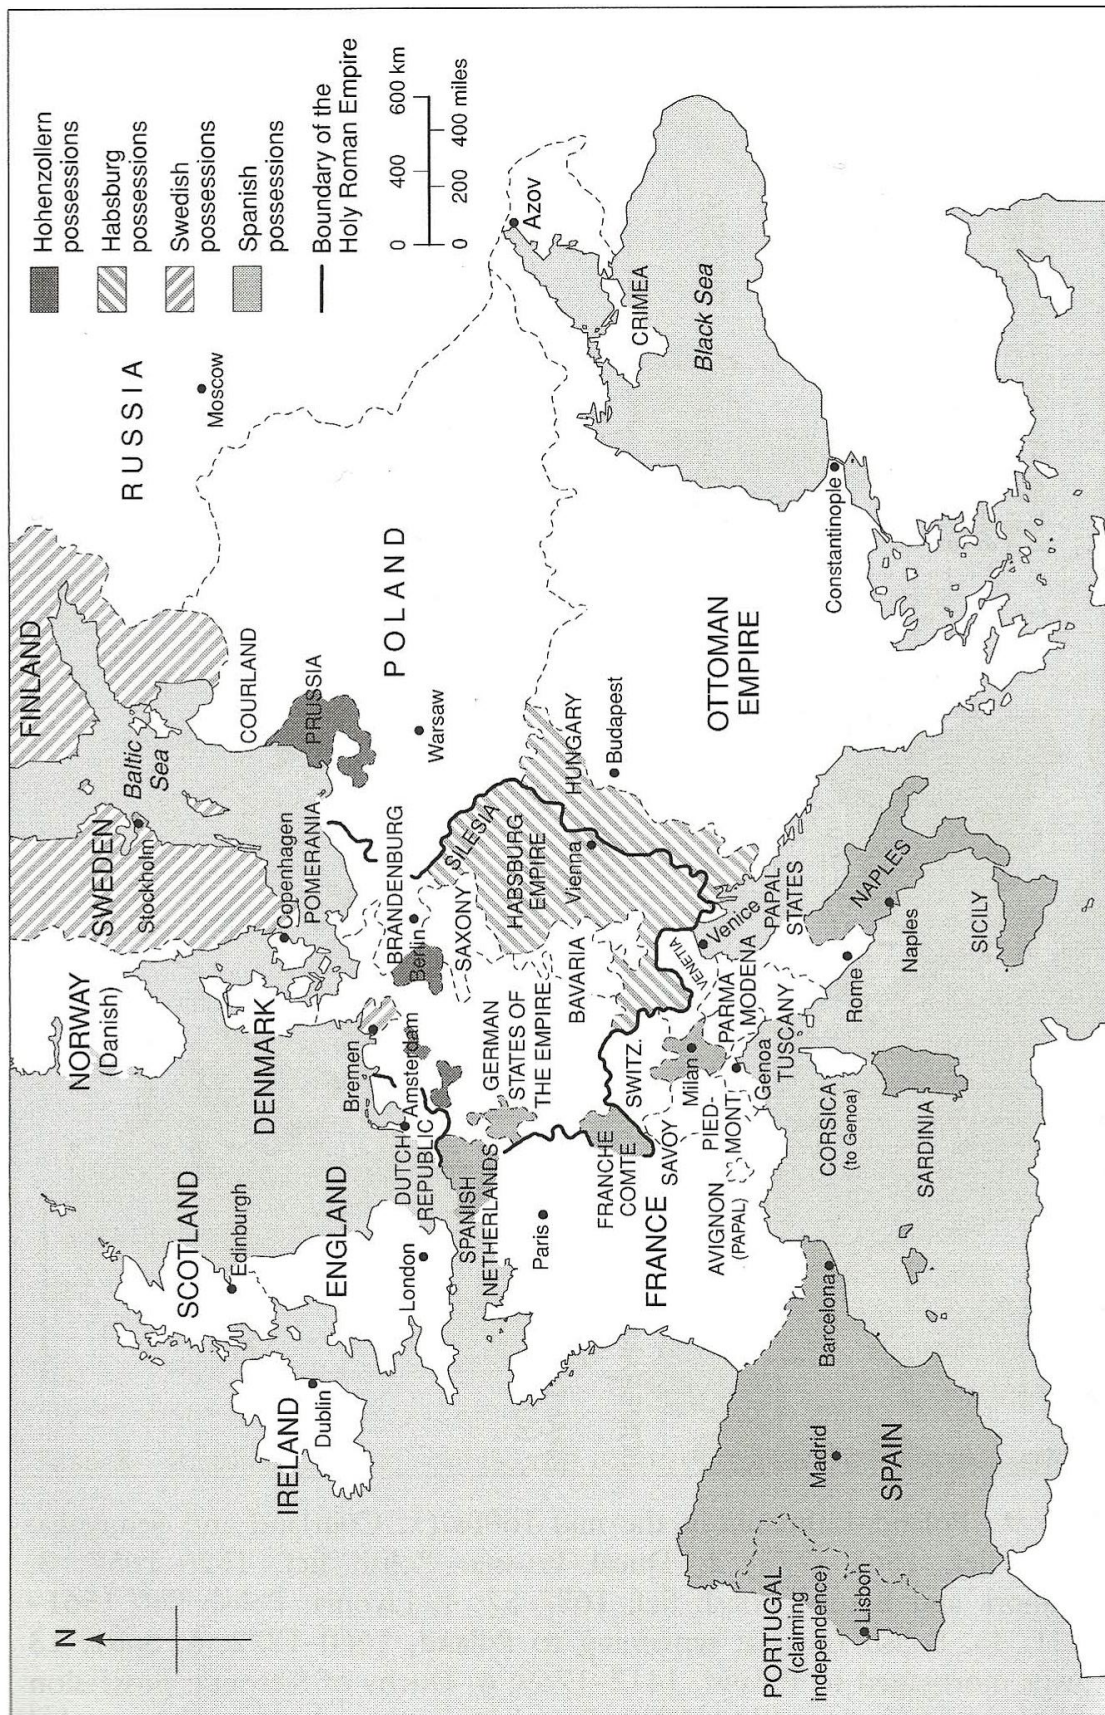 N
Hohenzollern
possessions
Habsburg
possessions
Swedish
possessions
Spanish
possessions
Boundary of the
Holy Roman Empire
0 400 600 km
0 200 400 miles
NORWAY
(Danish)
SWEDEN
Stockholm
FINLAND
Baltic
Sea
RUSSIA
Moscow
SCOTLAND
Edinburgh
DENMARK
Copenhagen
COURLAND
IRELAND
Dublin
ENGLAND
London
Bremen
POMERANIA
PRUSSIA
DUTCH
REPUBLIC
Amsterdam
BRANDENBURG
Berlin
POLAND
Warsaw
SPANISH
NETHERLANDS
GERMAN
STATES OF
THE EMPIRE
SAXONY
SILESIA
Paris
HABSBURG
EMPIRE
Vienna
BAVARIA
HUNGARY
Budapest
FRANCHE
COMTE
SWITZ.
FRANCE
SAVOY
PIED-
MONT
Milan
VENETIA
Venice
AVIGNON
(PAPAL)
Genoa
PARMA
MODENA
TUSCANY
PAPAL
STATES
OTTOMAN
EMPIRE
CRIMEA
Azov
Black Sea
Constantinople
CORSICA
(to Genoa)
Rome
NAPLES
Naples
SARDINIA
SICILY
PORTUGAL
(claiming
independence)
Lisbon
Madrid
SPAIN
Barcelona